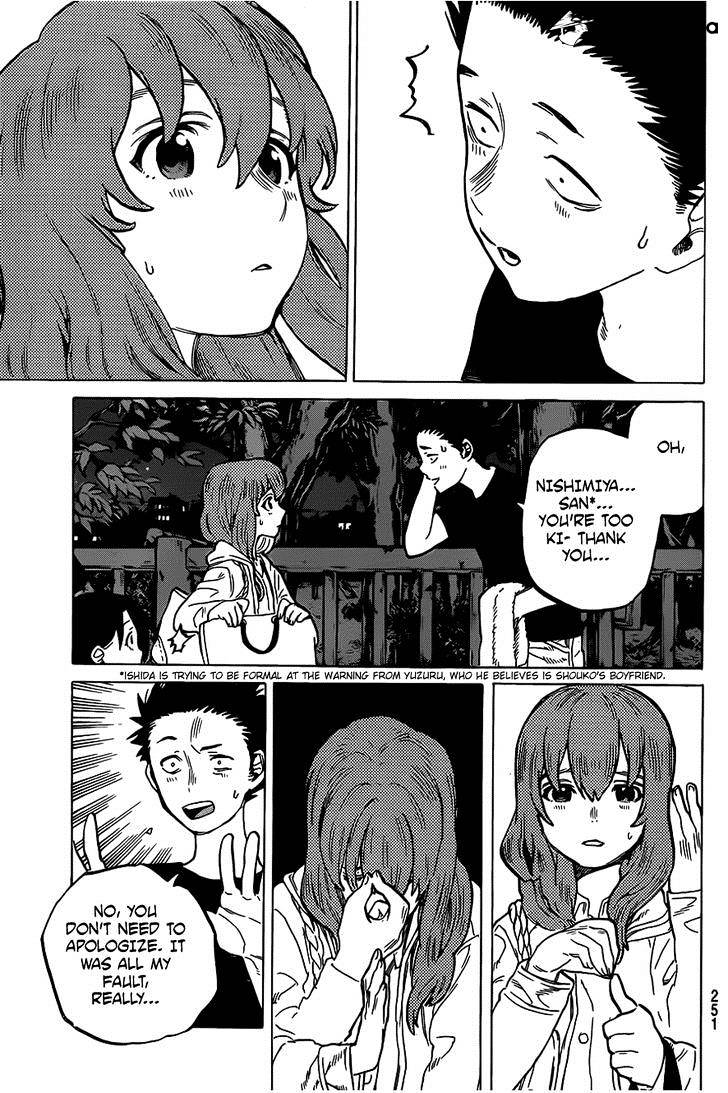 OH,
NISHIMIYA...
SAN*...
YOU'RE TOO
KI- THANK
YOU...
*ISHIDA IS TRYING TO BE FORMAL AT THE WARNING FROM YUZURU, WHO HE BELIEVES IS SHOUKO'S BOYFRIEND.
NO, YOU
DON'T NEED TO
APOLOGIZE. IT
WAS ALL MY
FAULT,
REALLY...
251